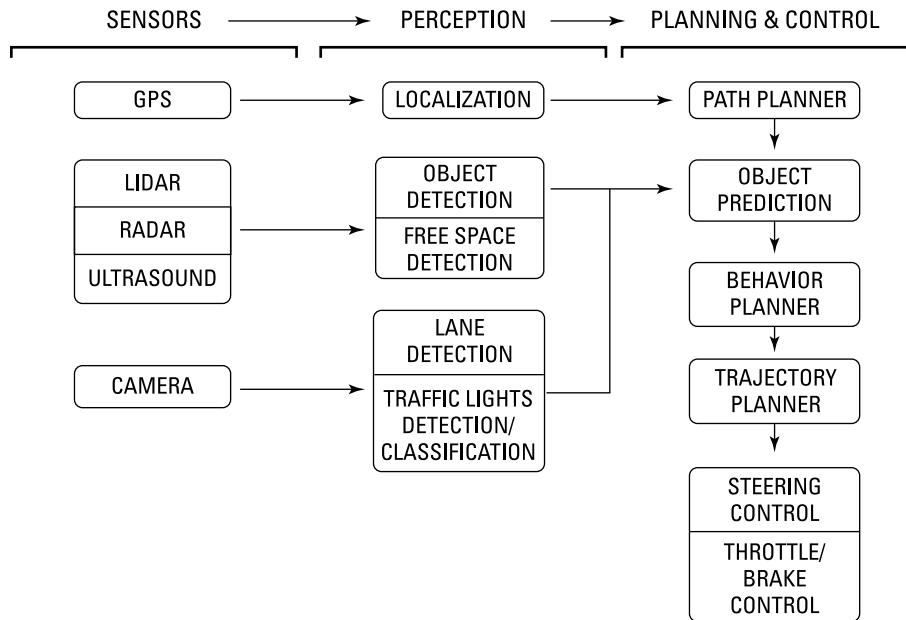 SENSORS
PERCEPTION
PLANNING & CONTROL
GPS
LOCALIZATION
PATH PLANNER
LIDAR
RADAR
ULTRASOUND
OBJECT
DETECTION
FREE SPACE
DETECTION
OBJECT
PREDICTION
BEHAVIOR
PLANNER
CAMERA
LANE
DETECTION
TRAFFIC LIGHTS
DETECTION/
CLASSIFICATION
TRAJECTORY
PLANNER
STEERING
CONTROL
THROTTLE/
BRAKE
CONTROL